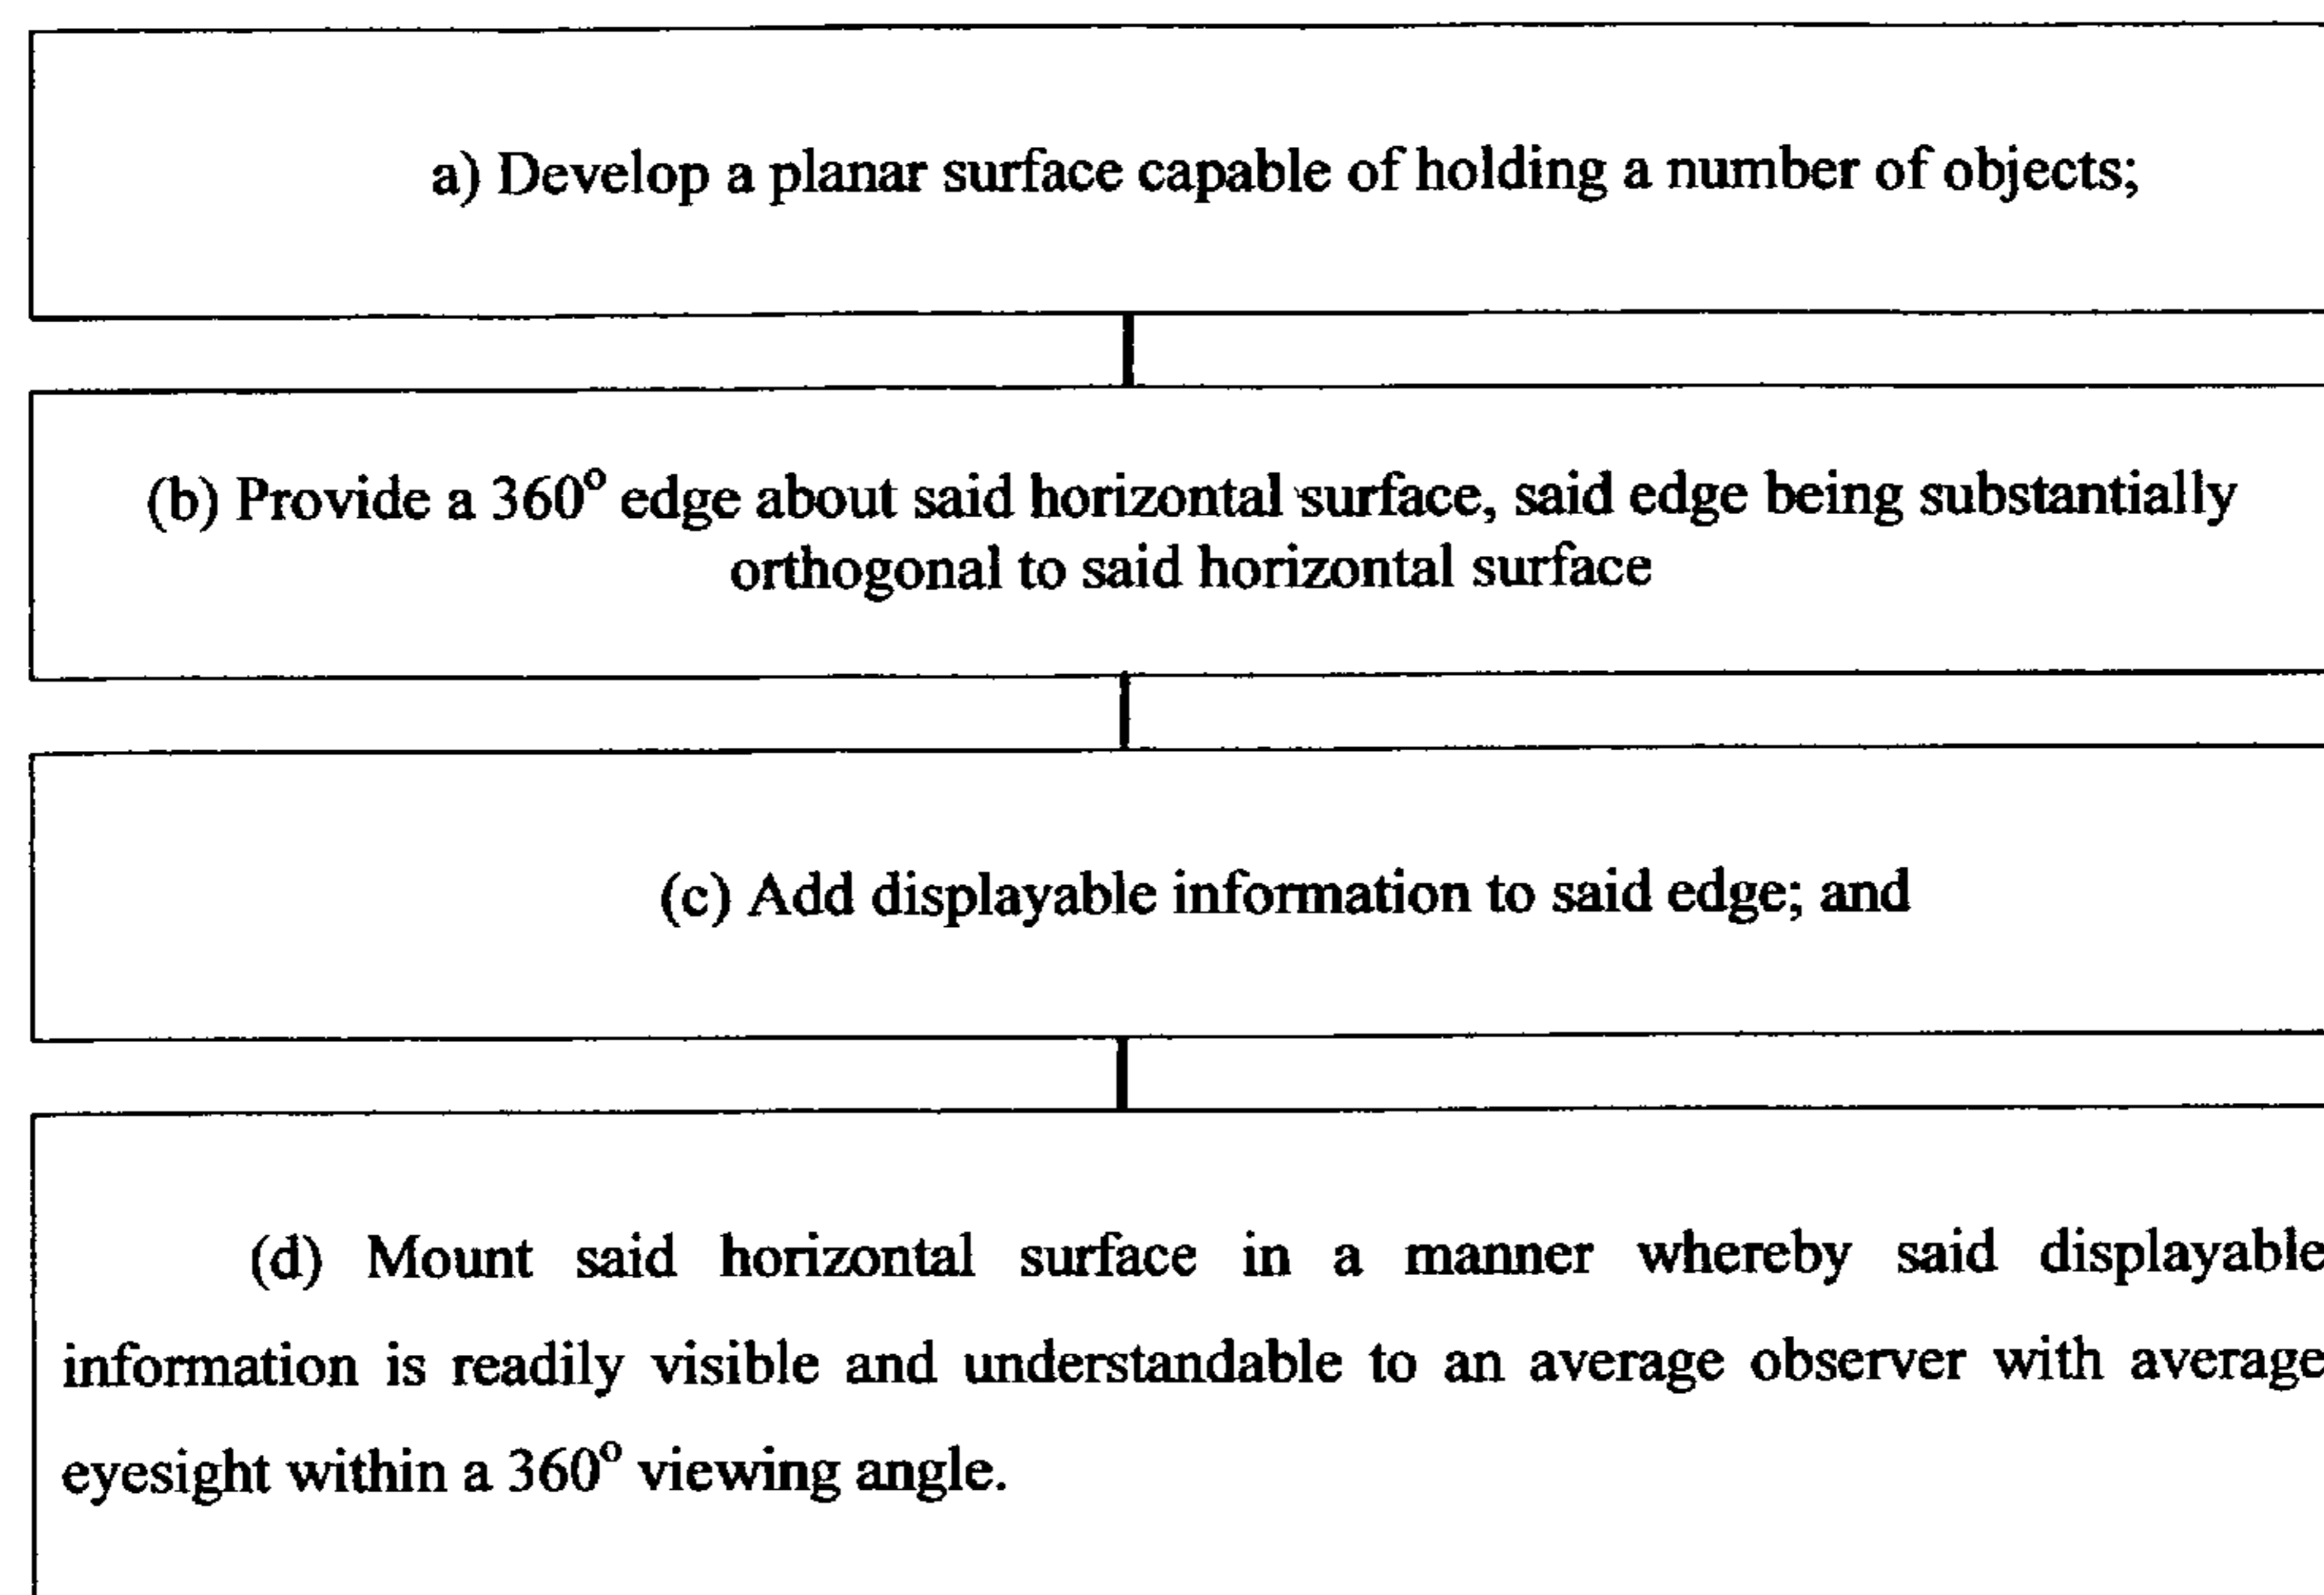 a) Develop a planar surface capable of holding a number of objects;
(b) Provide a 360° edge about said horizontal surface, said edge being substantially
orthogonal to said horizontal surface
(c) Add displayable information to said edge; and
(d) Mount said horizontal surface in a manner whereby said displayable
information is readily visible and understandable to an average observer with average
eyesight within a 360° viewing angle.